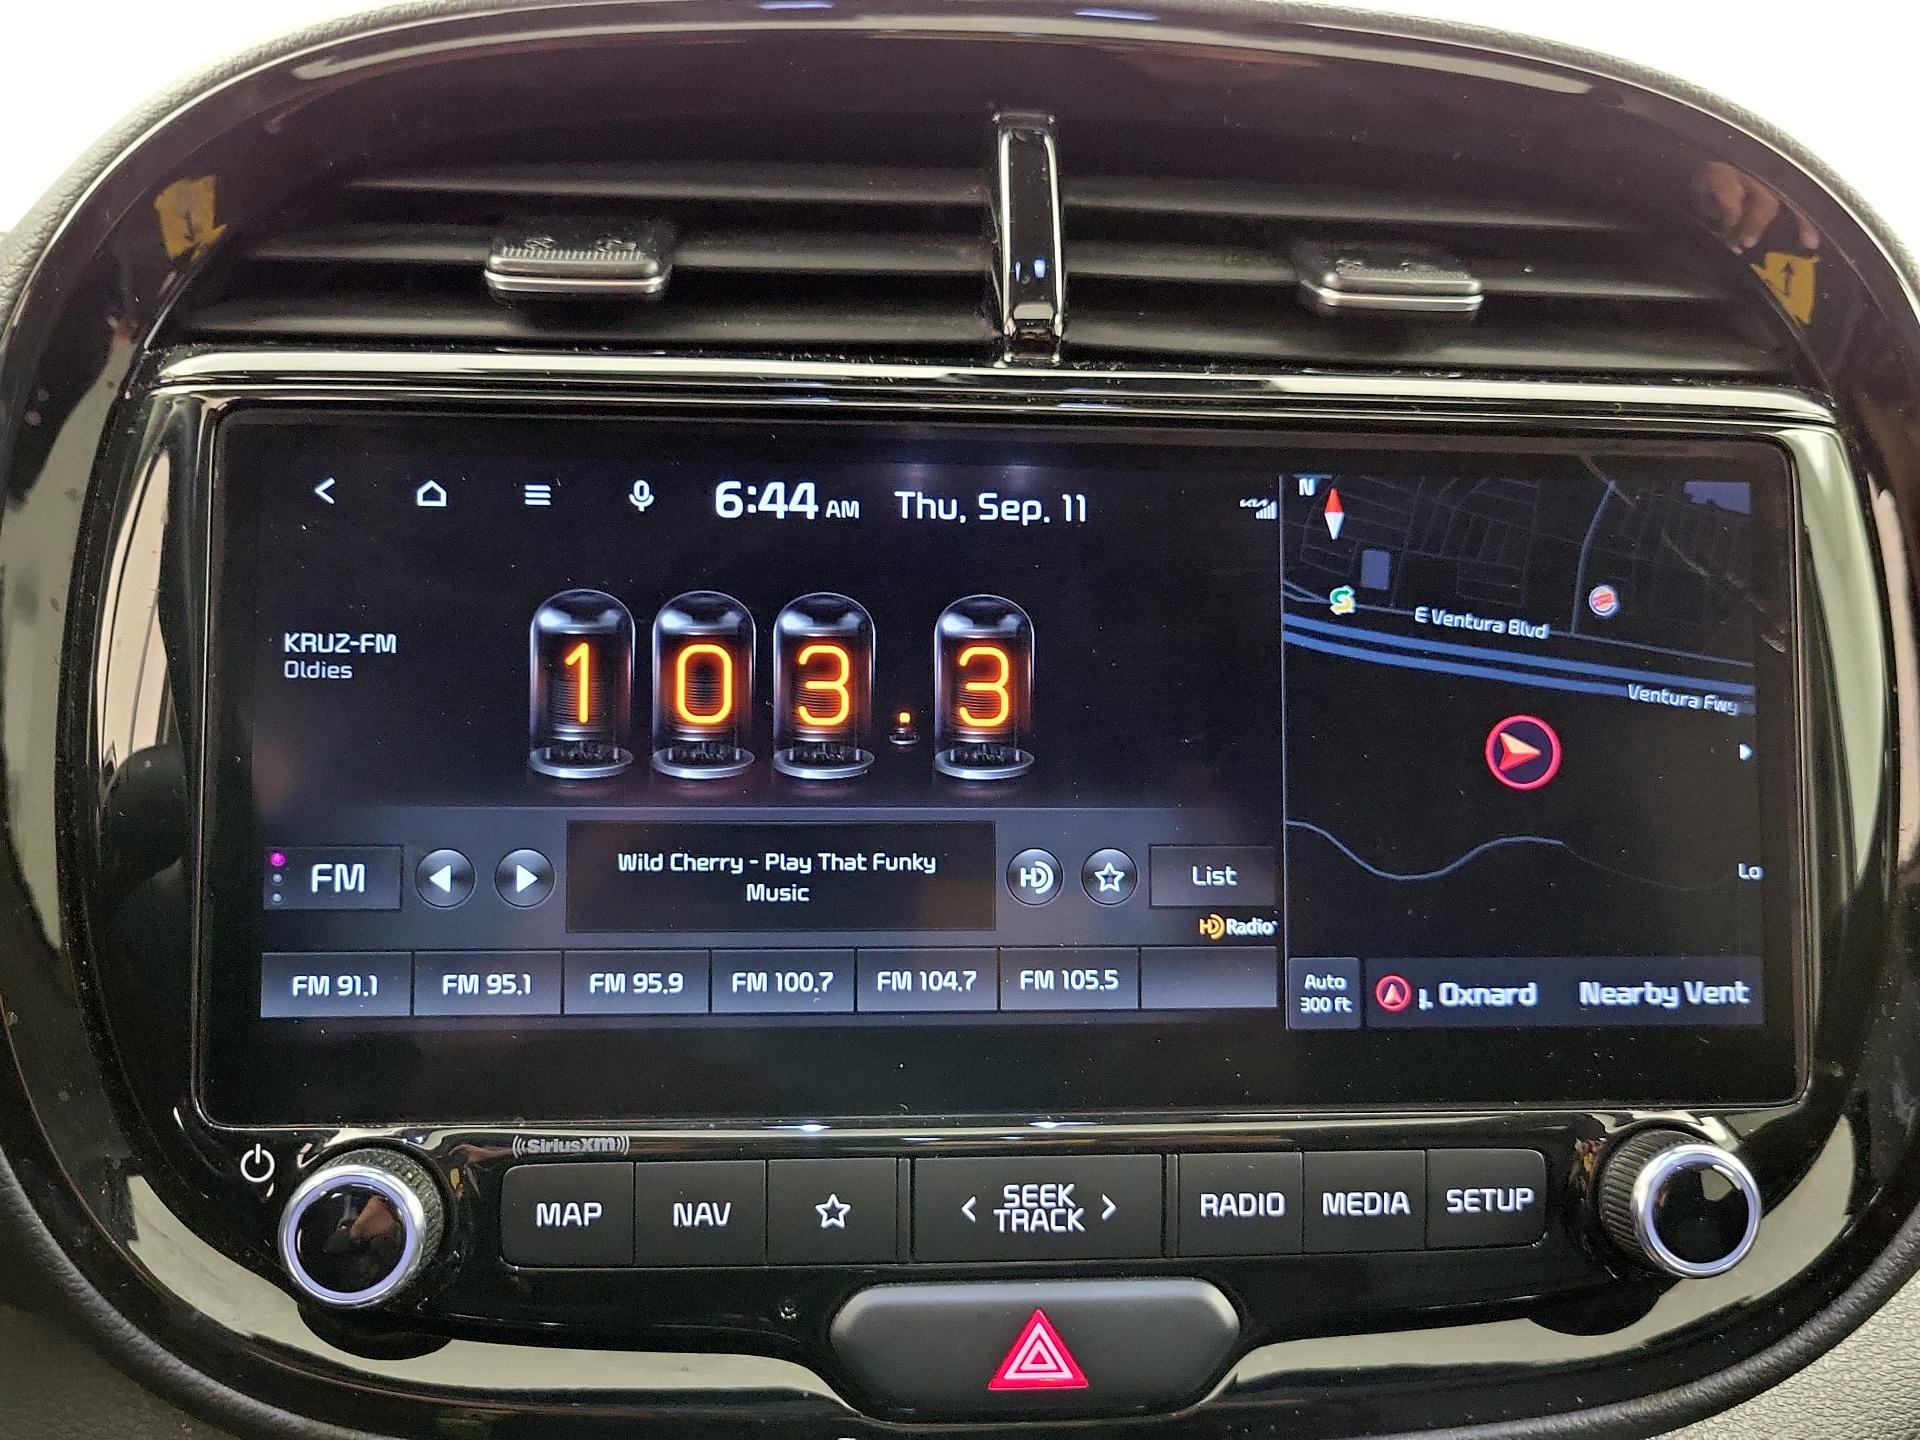 6:44 AM Thu, Sep. 11
N
KRUZ-FM
Oldies
103.3
E Ventura Blvd
Ventura Fwy
FM
Wild Cherry - Play That Funky
Music
HD
List
Lo
HD Radio
FM 91.1 FM 95.1 FM 95.9 FM 100.7 FM 104.7 FM 105.5
Auto
300 ft
Oxnard Nearby Vent
((SiriusXM))
MAP NAV < SEEK TRACK > RADIO MEDIA SETUP